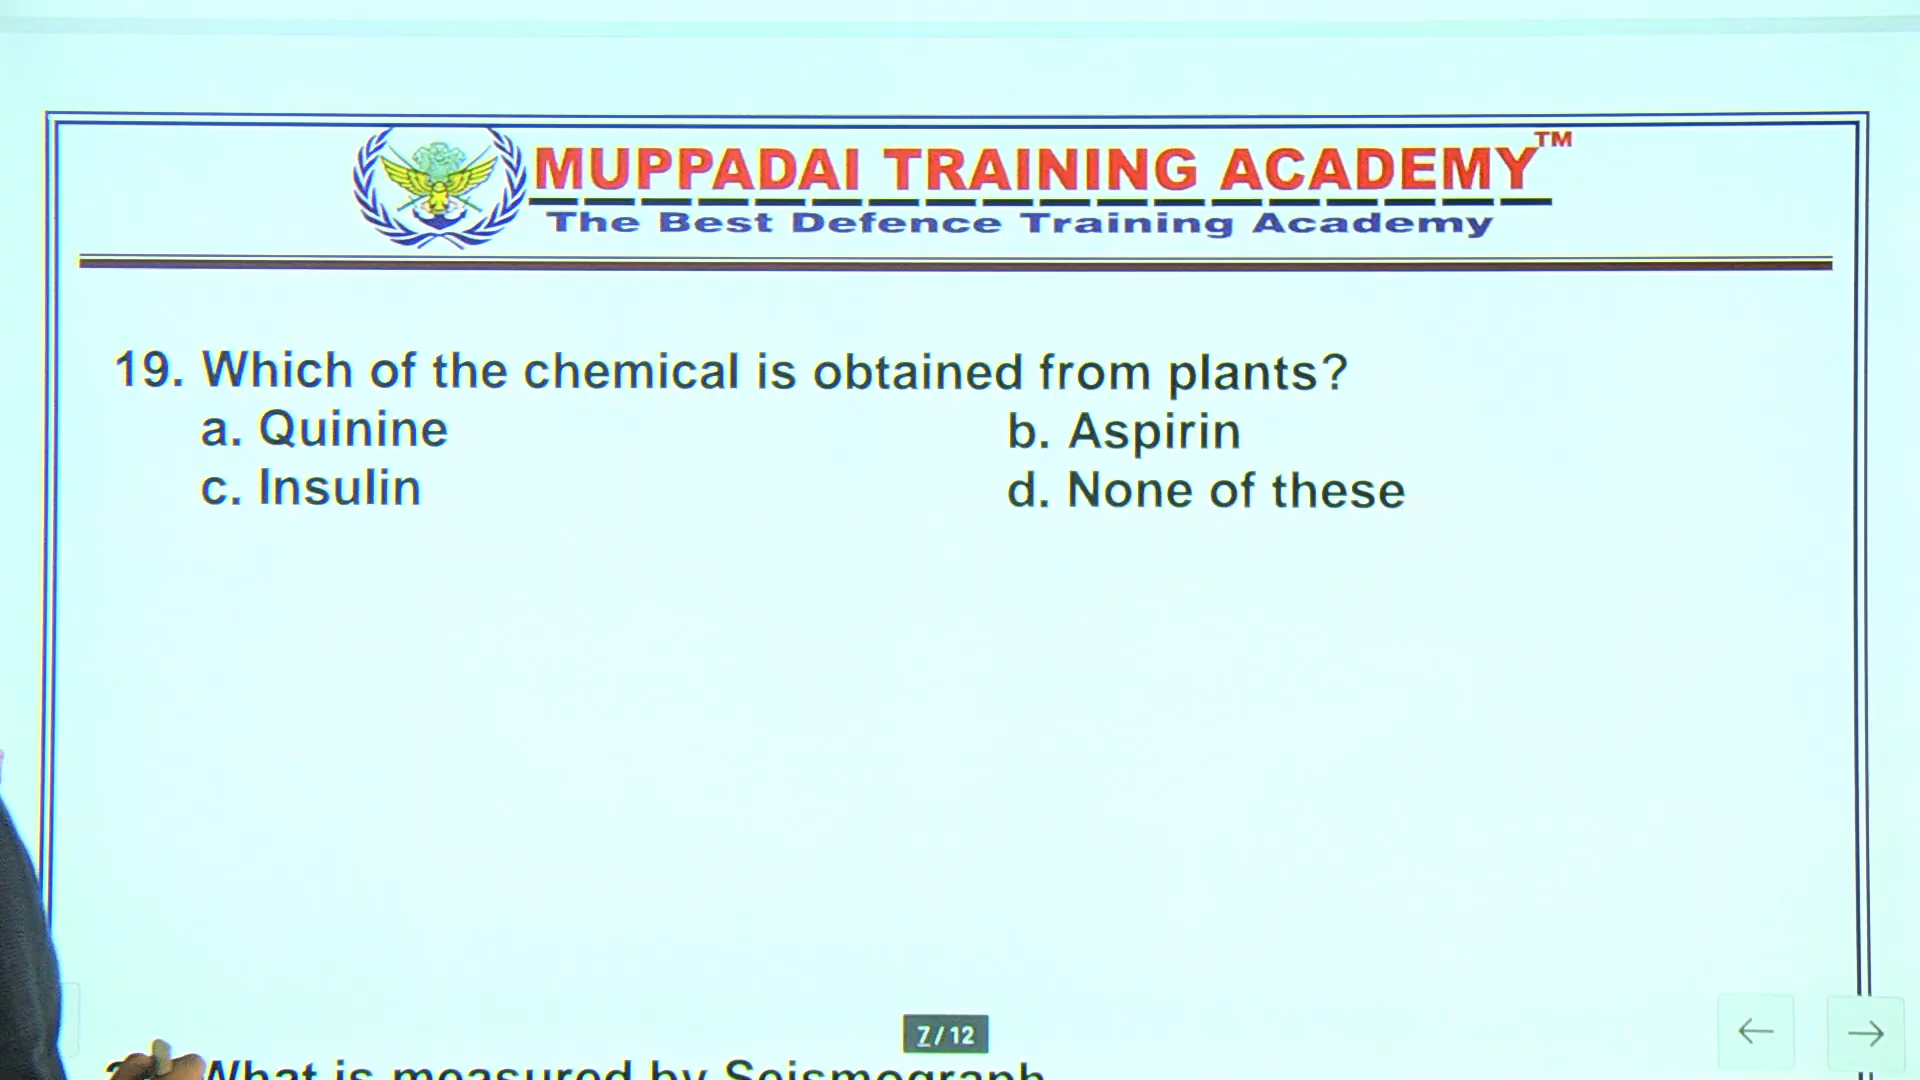 MUPPADAI TRAINING ACADEMY™
The Best Defence Training Academy
19. Which of the chemical is obtained from plants?
a. Quinine b. Aspirin
c. Insulin d. None of these
7/12
What is measured by Seismograph